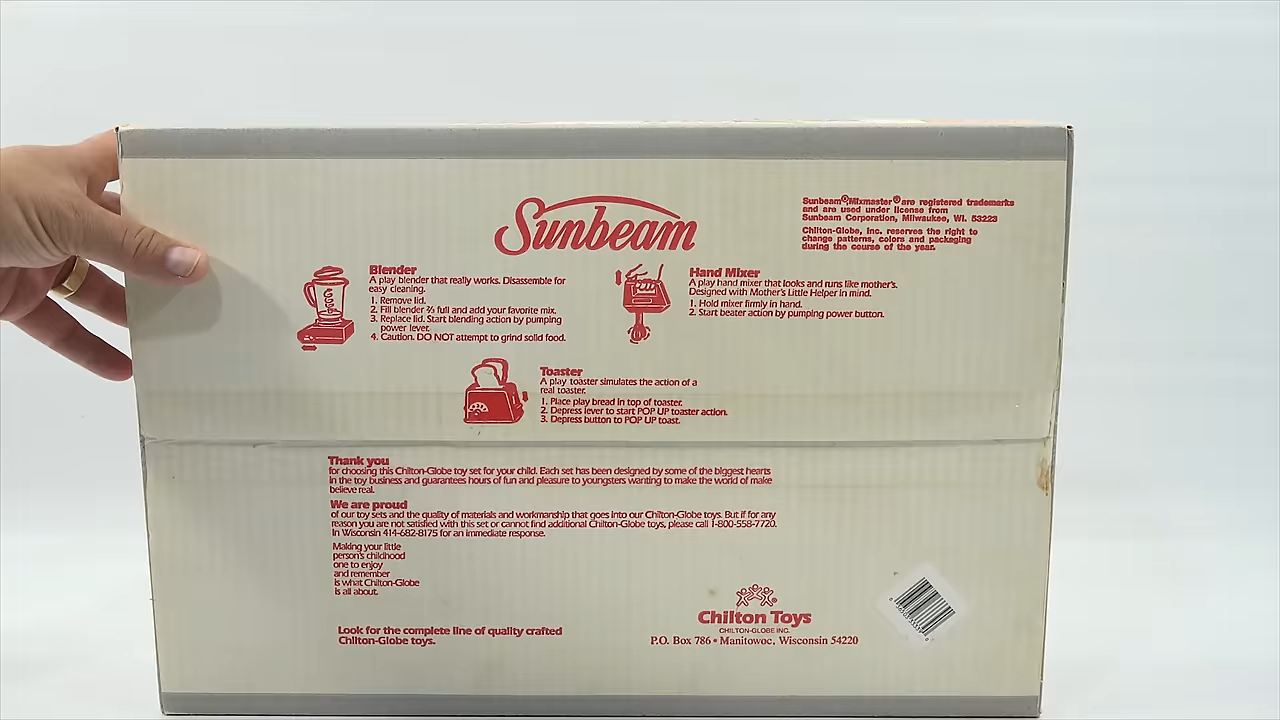 Sunbeam
Sunbeam®, Mixmaster® are registered trademarks
and are used under license from
Sunbeam Corporation, Milwaukee, WI. 53223
Chilton-Globe, Inc. reserves the right to
change patterns, colors and packaging
during the course of the year.
Blender
A play blender that really works. Disassemble for
easy cleaning.
1. Remove lid.
2. Fill blender ⅔ full and add your favorite mix.
3. Replace lid. Start blending action by pumping
power lever.
4. Caution. DO NOT attempt to grind solid food.
Hand Mixer
A play hand mixer that looks and runs like mother's.
Designed with Mother's Little Helper in mind.
1. Hold mixer firmly in hand.
2. Start beater action by pumping power button.
Toaster
A play toaster simulates the action of a
real toaster.
1. Place play bread in top of toaster.
2. Depress lever to start POP UP toaster action.
3. Depress button to POP UP toast.
Thank you
for choosing this Chilton-Globe toy set for your child. Each set has been designed by some of the biggest hearts
in the toy business and guarantees hours of fun and pleasure to youngsters wanting to make the world of make
believe real.
We are proud
of our toy sets and the quality of materials and workmanship that goes into our Chilton-Globe toys. But if for any
reason you are not satisfied with this set or cannot find additional Chilton-Globe toys, please call 1-800-558-7720.
In Wisconsin 414-682-8175 for an immediate response.
Making your little
person's childhood
one to enjoy
and remember
is what Chilton-Globe
is all about.
Look for the complete line of quality crafted
Chilton-Globe toys.
Chilton Toys
CHILTON-GLOBE INC.
P.O. Box 786 • Manitowoc, Wisconsin 54220